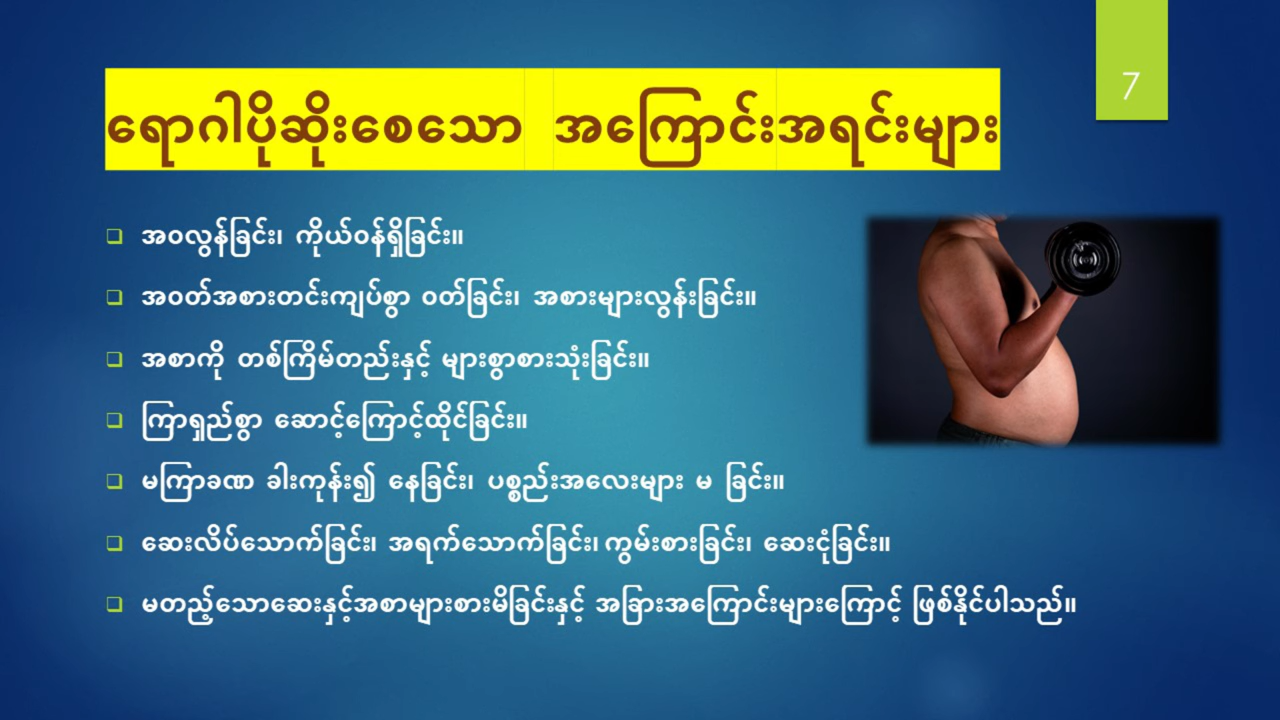 7
ရောဂါပိုဆိုးစေသော အကြောင်းအရင်းများ
အဝလွန်ခြင်း၊ ကိုယ်ဝန်ရှိခြင်း။
အဝတ်အစားတင်းကျပ်စွာ ဝတ်ခြင်း၊ အစားများလွန်းခြင်း။
အစာကို တစ်ကြိမ်တည်းနှင့် များစွာစားသုံးခြင်း။
ကြာရှည်စွာ ဆောင့်ကြောင့်ထိုင်ခြင်း။
မကြာခဏ ခါးကုန်း၍ နေခြင်း၊ ပစ္စည်းအလေးများ မ ခြင်း။
ဆေးလိပ်သောက်ခြင်း၊ အရက်သောက်ခြင်း၊ ကွမ်းစားခြင်း၊ ဆေးငုံခြင်း။
မတည့်သောဆေးနှင့်အစာများစားမိခြင်းနှင့် အခြားအကြောင်းများကြောင့် ဖြစ်နိုင်ပါသည်။